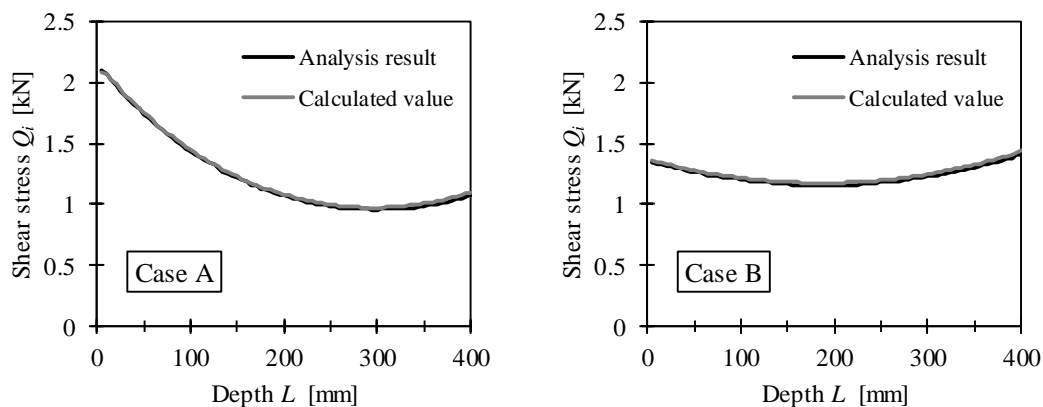 2.5
2
1.5
1
0.5
0
Shear stress Qi [kN]
Analysis result
Calculated value
Case A
0 100 200 300 400
Depth L [mm]
2.5
2
1.5
1
0.5
0
Shear stress Qi [kN]
Analysis result
Calculated value
Case B
0 100 200 300 400
Depth L [mm]